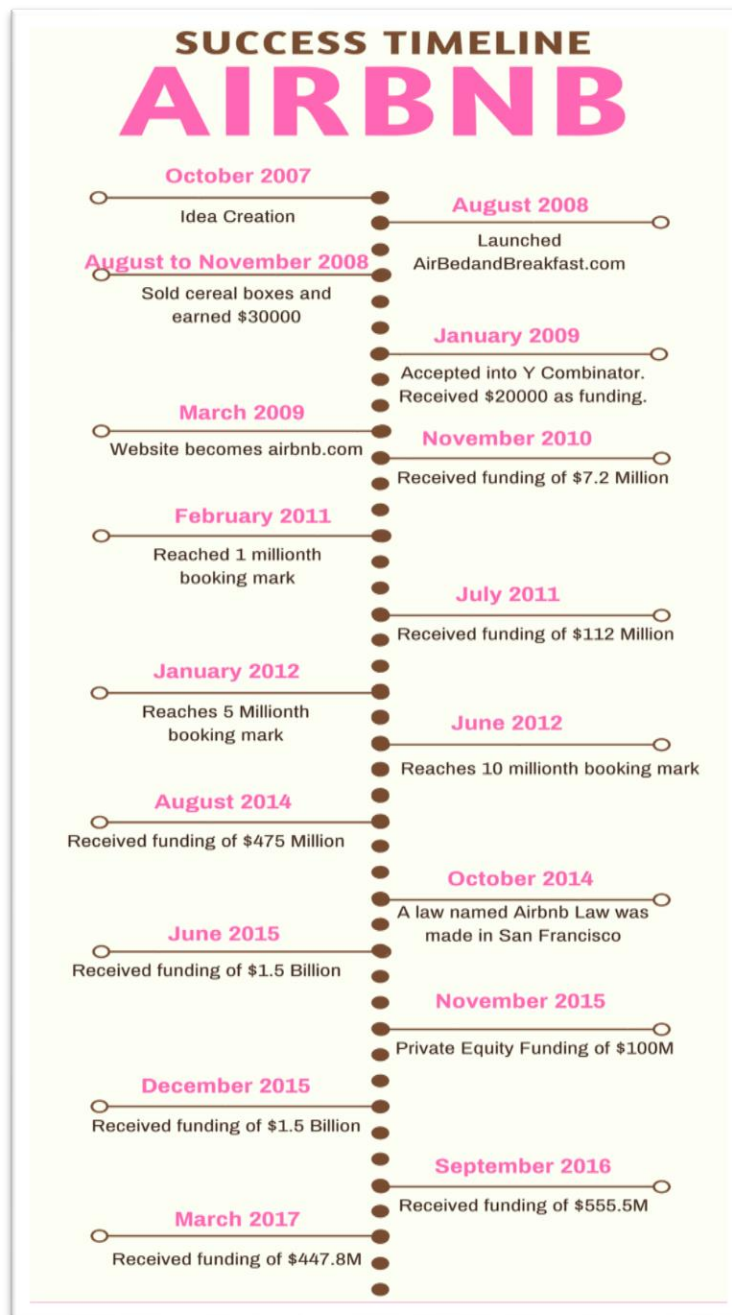 SUCCESS TIMELINE
AIRBNB
October 2007
Idea Creation
August 2008
Launched
AirBedandBreakfast.com
August to November 2008
Sold cereal boxes and
earned $30000
January 2009
Accepted into Y Combinator.
Received $20000 as funding.
March 2009
Website becomes airbnb.com
November 2010
Received funding of $7.2 Million
February 2011
Reached 1 millionth
booking mark
July 2011
Received funding of $112 Million
January 2012
Reaches 5 Millionth
booking mark
June 2012
Reaches 10 millionth booking mark
August 2014
Received funding of $475 Million
October 2014
A law named Airbnb Law was
made in San Francisco
June 2015
Received funding of $1.5 Billion
November 2015
Private Equity Funding of $100M
December 2015
Received funding of $1.5 Billion
September 2016
Received funding of $555.5M
March 2017
Received funding of $447.8M